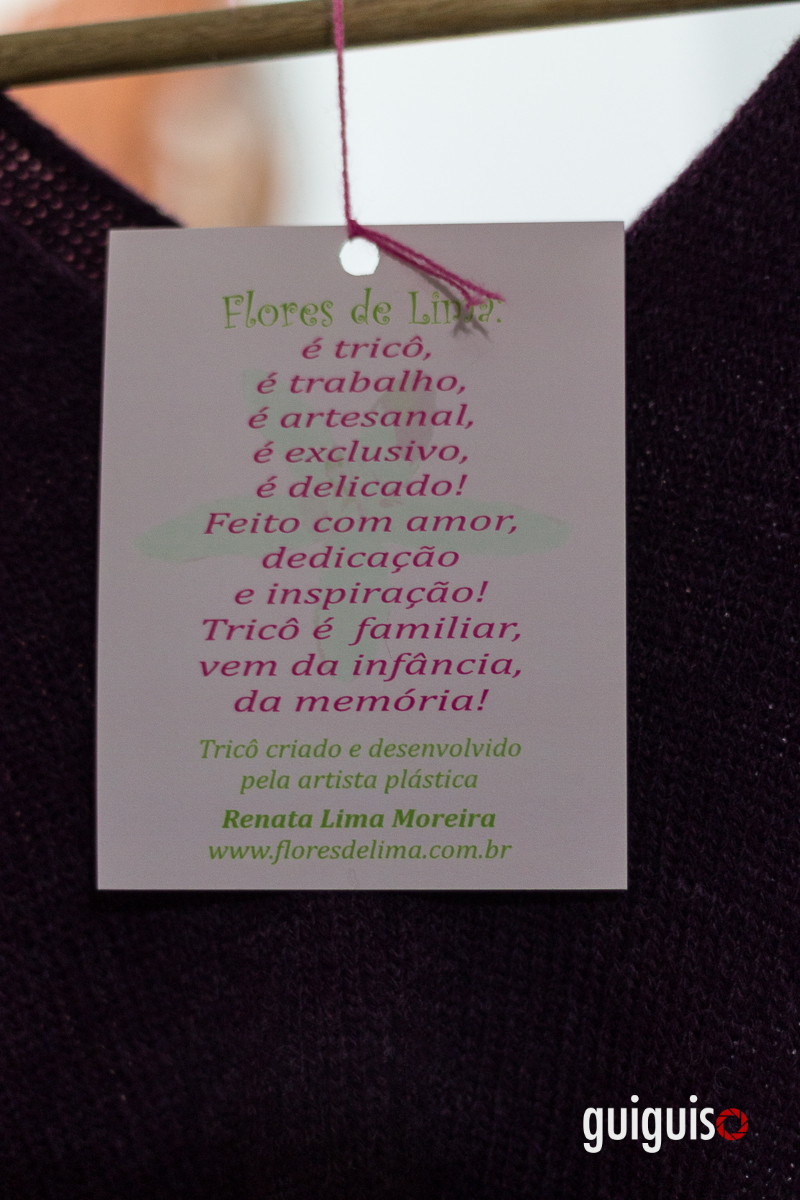 Flores de Lima:
é tricô,
é trabalho,
é artesanal,
é exclusivo,
é delicado!
Feito com amor,
dedicação
e inspiração!
Tricô é familiar,
vem da infância,
da memória!
Tricô criado e desenvolvido
pela artista plástica
Renata Lima Moreira
www.floresdelima.com.br
guiguiso